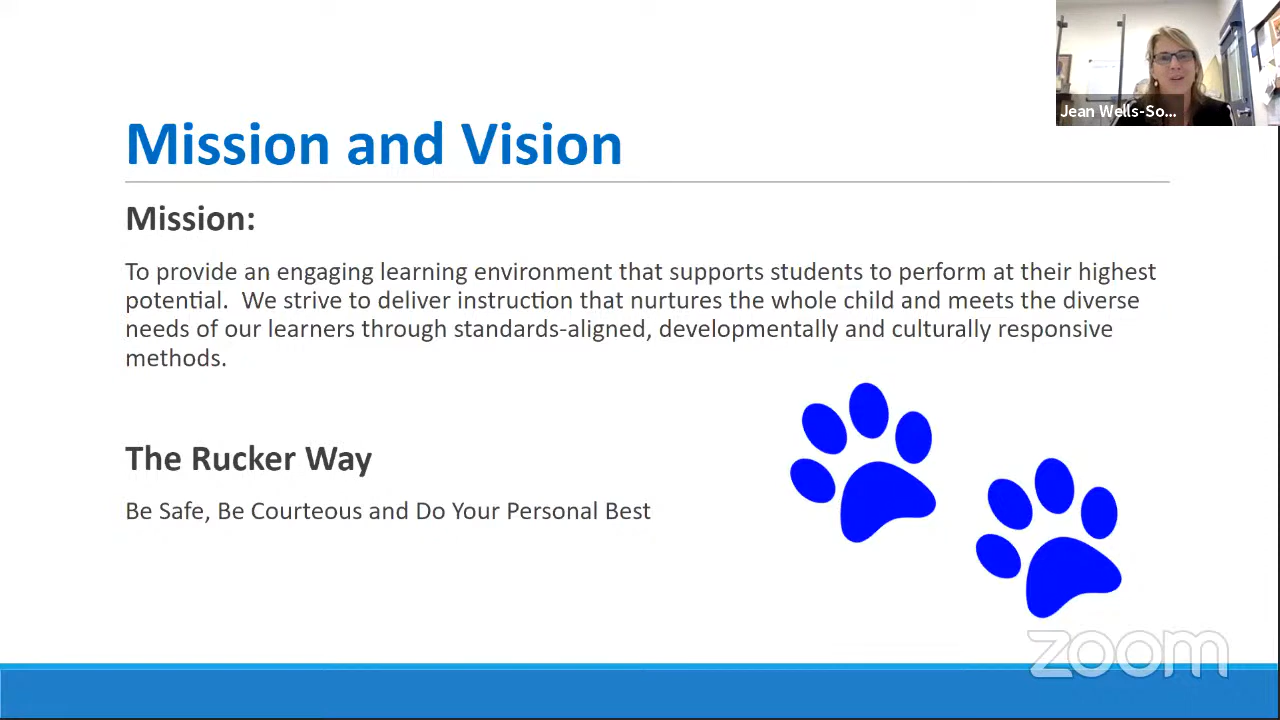 Jean Wells-So...
Mission and Vision
Mission:
To provide an engaging learning environment that supports students to perform at their highest
potential.  We strive to deliver instruction that nurtures the whole child and meets the diverse
needs of our learners through standards-aligned, developmentally and culturally responsive
methods.
The Rucker Way
Be Safe, Be Courteous and Do Your Personal Best
zoom